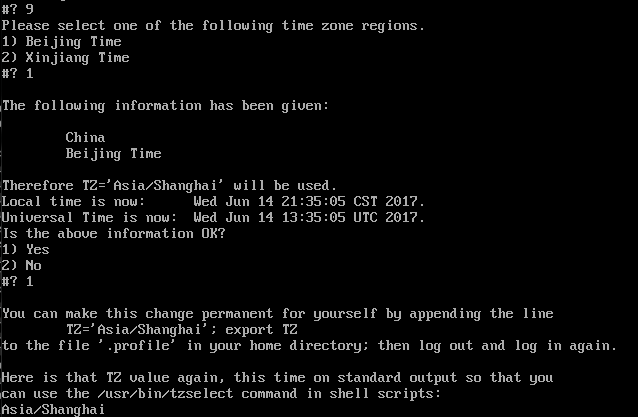 #? 9
Please select one of the following time zone regions.
1) Beijing Time
2) Xinjiang Time
#? 1
The following information has been given:
China
Beijing Time
Therefore TZ='Asia/Shanghai' will be used.
Local time is now:      Wed Jun 14 21:35:05 CST 2017.
Universal Time is now:  Wed Jun 14 13:35:05 UTC 2017.
Is the above information OK?
1) Yes
2) No
#? 1
You can make this change permanent for yourself by appending the line
TZ='Asia/Shanghai'; export TZ
to the file '.profile' in your home directory; then log out and log in again.
Here is that TZ value again, this time on standard output so that you
can use the /usr/bin/tzselect command in shell scripts:
Asia/Shanghai